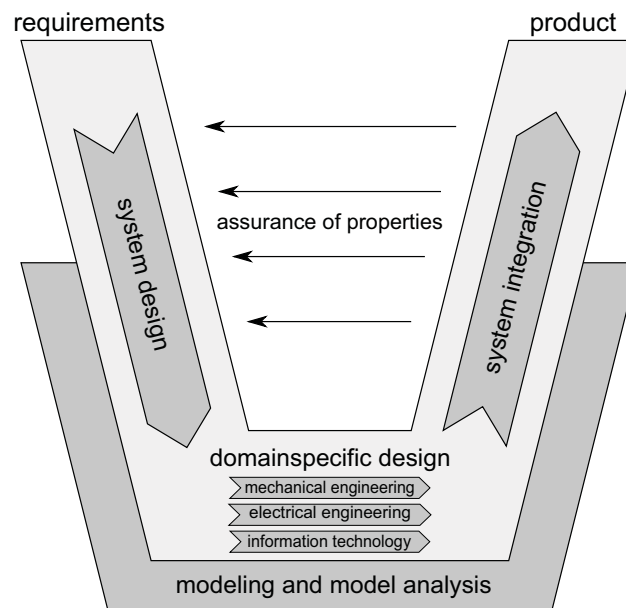 requirements
product
system design
assurance of properties
system integration
domainspecific design
mechanical engineering
electrical engineering
information technology
modeling and model analysis